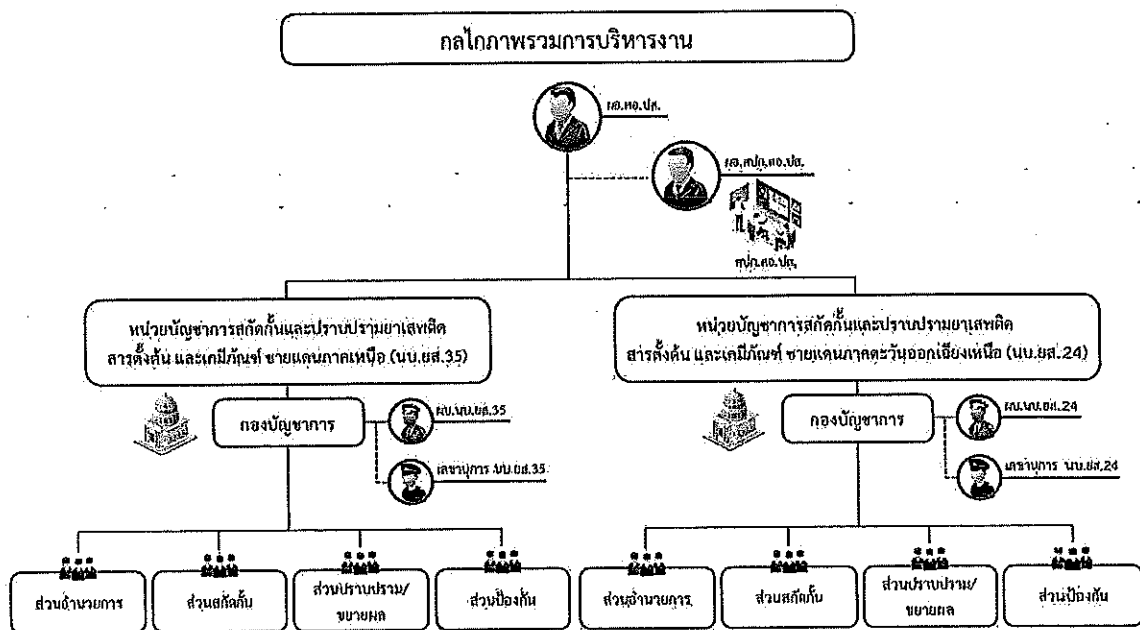 กลไกภาพรวมการบริหารงาน
ผอ.ศอ.ปส.
ผอ.ศปก.ศอ.ปส.
ศปก.ศอ.ปส.
หน่วยบัญชาการสกัดกั้นและปราบปรามยาเสพติด
สารตั้งต้น และเคมีภัณฑ์ ชายแดนภาคเหนือ (นบ.ยส.35)
กองบัญชาการ
ผบ.นบ.ยส.35
เลขานุการ นบ.ยส.35
ส่วนอำนวยการ
ส่วนสกัดกั้น
ส่วนปราบปราม/
ขยายผล
ส่วนป้องกัน
หน่วยบัญชาการสกัดกั้นและปราบปรามยาเสพติด
สารตั้งต้น และเคมีภัณฑ์ ชายแดนภาคตะวันออกเฉียงเหนือ (นบ.ยส.24)
กองบัญชาการ
ผบ.นบ.ยส.24
เลขานุการ นบ.ยส.24
ส่วนอำนวยการ
ส่วนสกัดกั้น
ส่วนปราบปราม/
ขยายผล
ส่วนป้องกัน